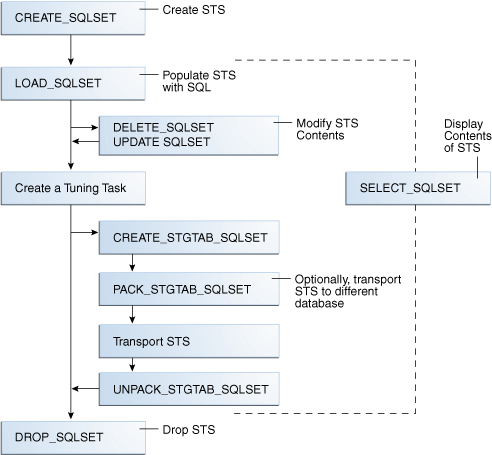 CREATE_SQLSET
Create STS
LOAD_SQLSET
Populate STS
with SQL
DELETE_SQLSET
UPDATE SQLSET
Modify STS
Contents
Display
Contents
of STS
Create a Tuning Task
SELECT_SQLSET
CREATE_STGTAB_SQLSET
PACK_STGTAB_SQLSET
Optionally, transport
STS to different
database
Transport STS
UNPACK_STGTAB_SQLSET
DROP_SQLSET
Drop STS